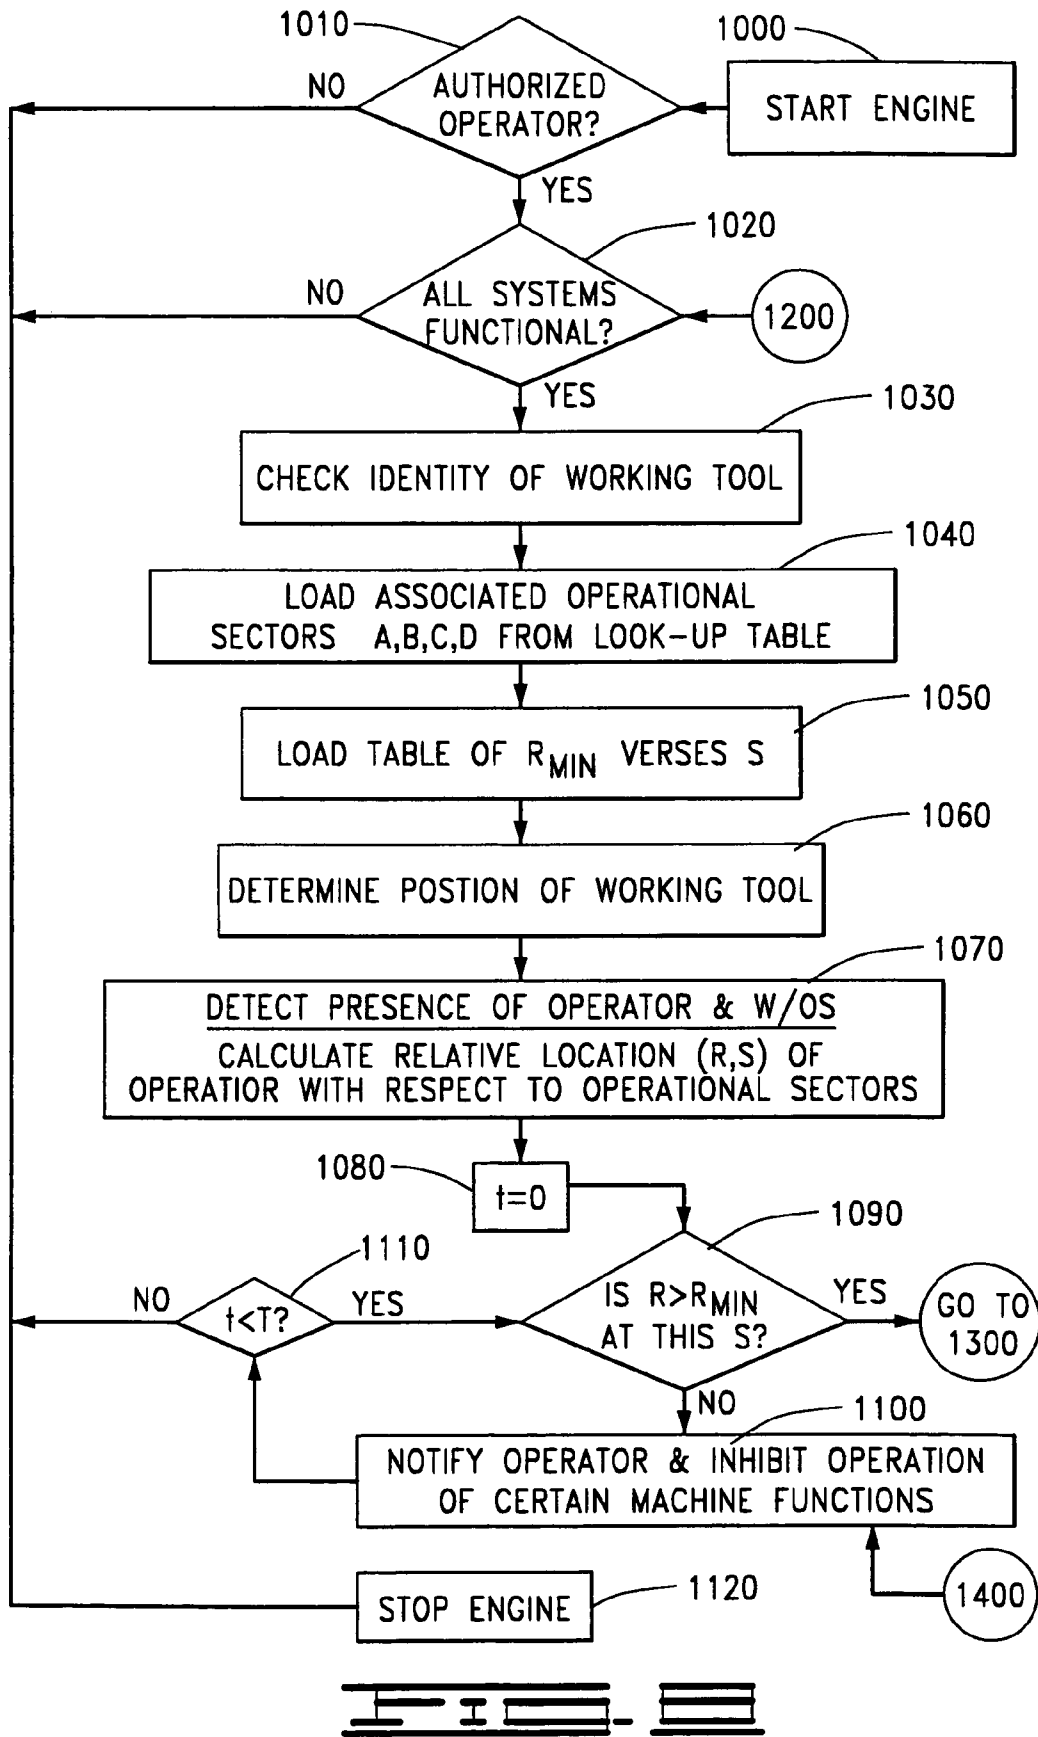 1010
1000
NO
AUTHORIZED
OPERATOR?
START ENGINE
YES
1020
NO
ALL SYSTEMS
FUNCTIONAL?
1200
YES
1030
CHECK IDENTITY OF WORKING TOOL
1040
LOAD ASSOCIATED OPERATIONAL
SECTORS A,B,C,D FROM LOOK-UP TABLE
1050
LOAD TABLE OF RMIN VERSES S
1060
DETERMINE POSTION OF WORKING TOOL
1070
DETECT PRESENCE OF OPERATOR & W/OS
CALCULATE RELATIVE LOCATION (R,S) OF
OPERATIOR WITH RESPECT TO OPERATIONAL SECTORS
1080
t=0
1090
1110
NO
t<T?
YES
IS R>RMIN
AT THIS S?
YES
GO TO
1300
NO
1100
NOTIFY OPERATOR & INHIBIT OPERATION
OF CERTAIN MACHINE FUNCTIONS
STOP ENGINE
1120
1400